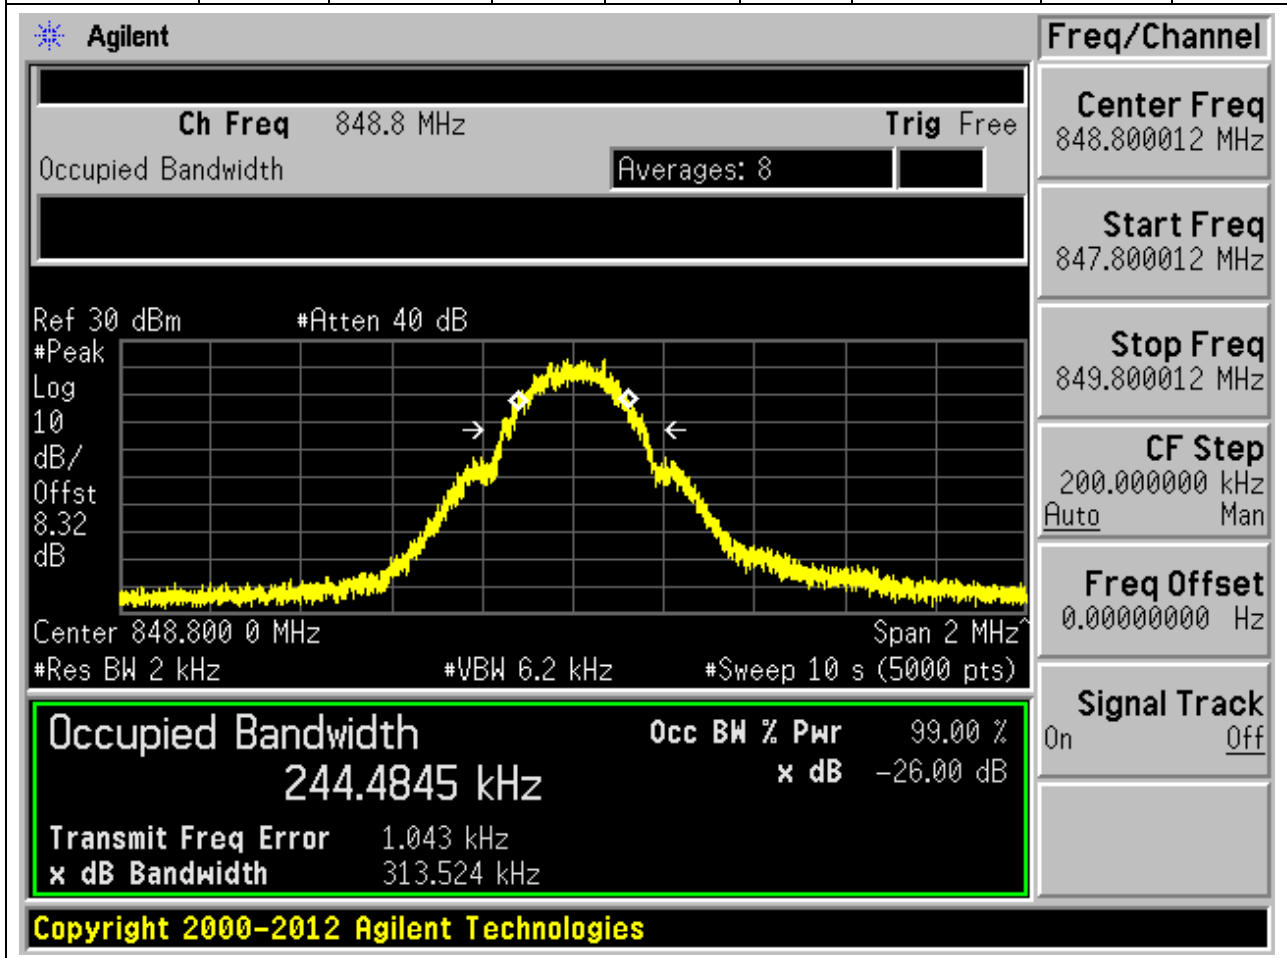 Agilent
Freq/Channel
Ch Freq 848.8 MHz Trig Free
Occupied Bandwidth Averages: 8
Center Freq
848.800012 MHz
Start Freq
847.800012 MHz
Stop Freq
849.800012 MHz
CF Step
200.000000 kHz
Auto Man
Freq Offset
0.00000000 Hz
Signal Track
On Off
Ref 30 dBm #Atten 40 dB
#Peak
Log
10
dB/
Offst
8.32
dB
Center 848.800 0 MHz Span 2 MHz^
#Res BW 2 kHz #VBW 6.2 kHz #Sweep 10 s (5000 pts)
Occupied Bandwidth Occ BW % Pwr 99.00 %
244.4845 kHz x dB -26.00 dB
Transmit Freq Error 1.043 kHz
x dB Bandwidth 313.524 kHz
Copyright 2000-2012 Agilent Technologies